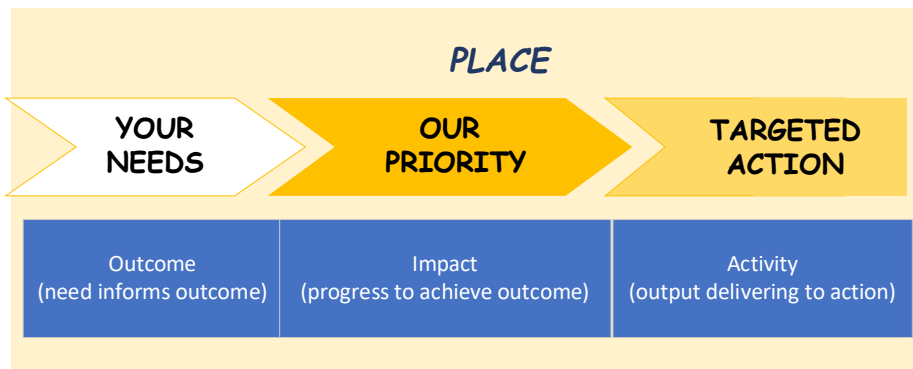 PLACE
YOUR
NEEDS
OUR
PRIORITY
TARGETED
ACTION
Outcome
(need informs outcome)
Impact
(progress to achieve outcome)
Activity
(output delivering to action)